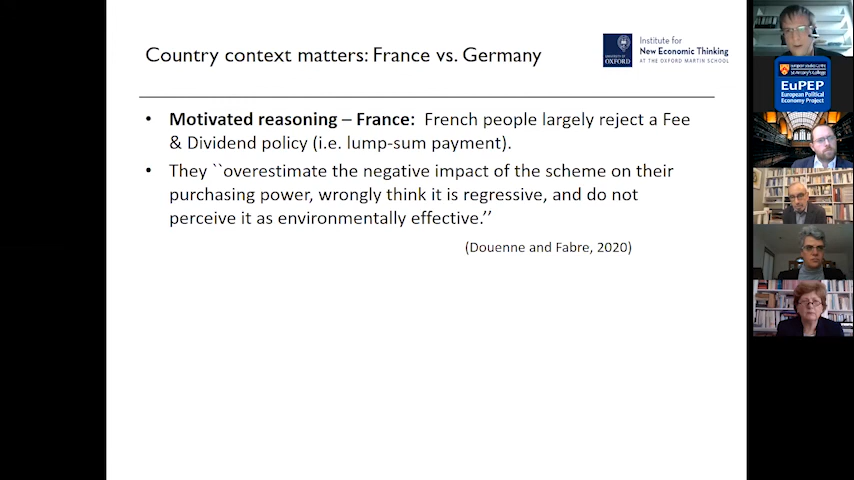 Country context matters: France vs. Germany
UNIVERSITY OF
OXFORD
Institute for
New Economic Thinking
AT THE OXFORD MARTIN SCHOOL
• Motivated reasoning – France: French people largely reject a Fee
& Dividend policy (i.e. lump-sum payment).
• They ``overestimate the negative impact of the scheme on their
purchasing power, wrongly think it is regressive, and do not
perceive it as environmentally effective.’’
(Douenne and Fabre, 2020)
EuPEP
European Political
Economy Project